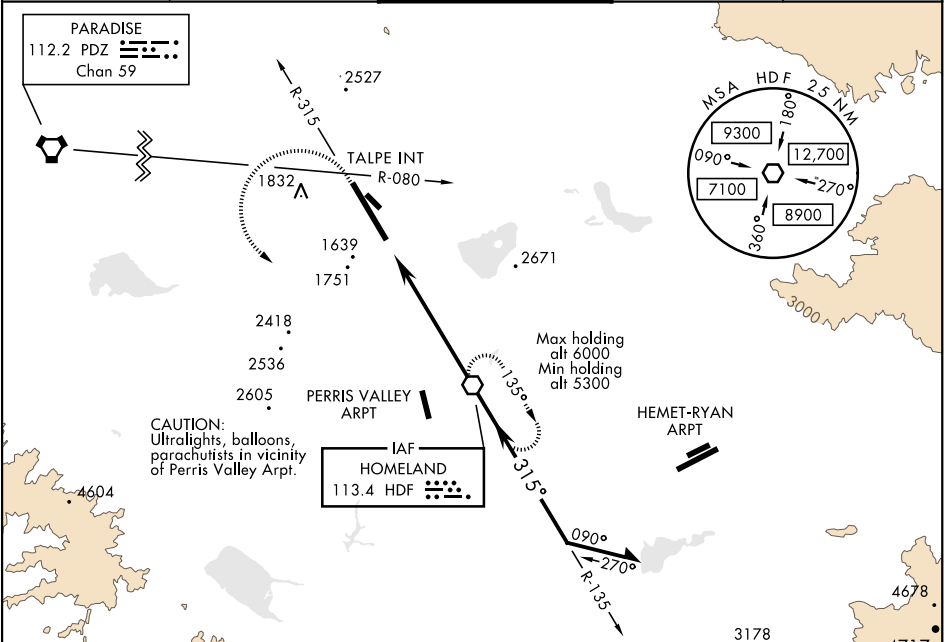 PARADISE
112.2 PDZ
Chan 59
R-315
2527
TALPE INT
R-080
1832
1639
1751
2671
MSA HDF 25 NM
180°
9300
090°
12,700
7100
270°
8900
360°
3000
2418
2536
2605
PERRIS VALLEY
ARPT
CAUTION:
Ultralights, balloons,
parachutists in vicinity
of Perris Valley Arpt.
Max holding
alt 6000
Min holding
alt 5300
135°
HEMET-RYAN
ARPT
IAF
HOMELAND
113.4 HDF
315°
4604
090°
270°
R-135
4678
3178